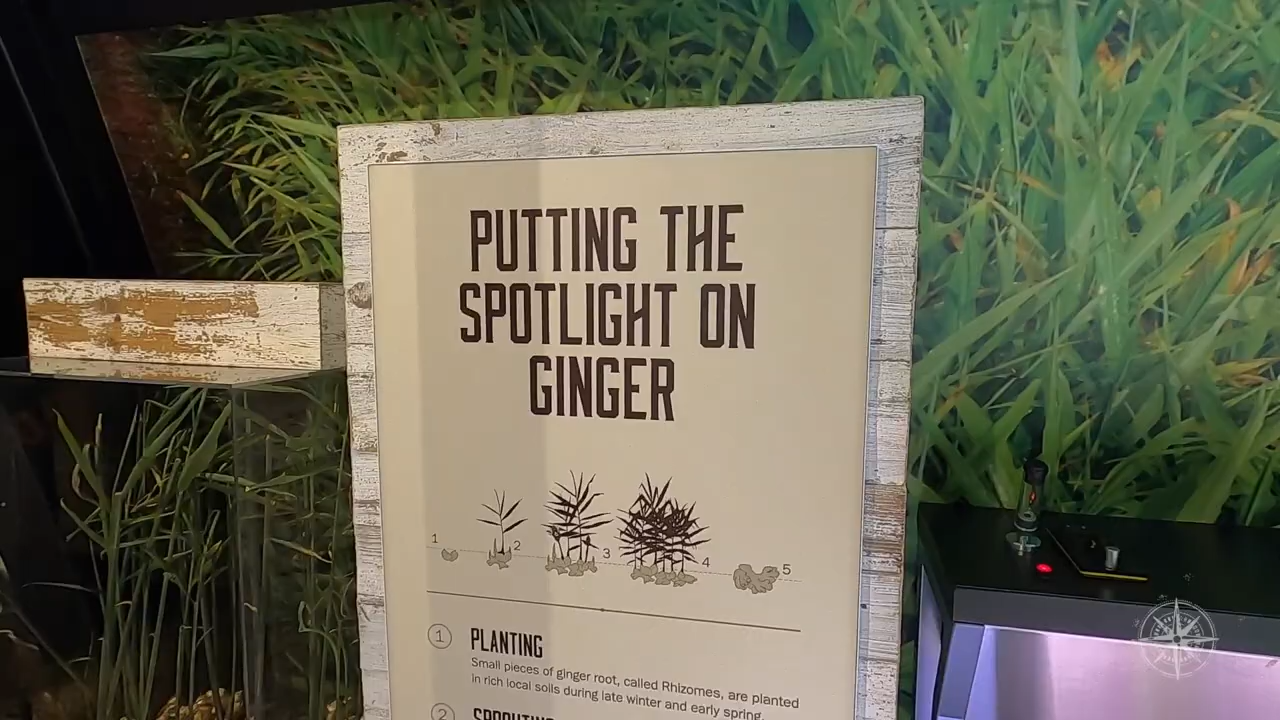 PUTTING THE
SPOTLIGHT ON
GINGER
1 2 3 4 5
1 PLANTING
Small pieces of ginger root, called Rhizomes, are planted
in rich local soils during late winter and early spring.
2